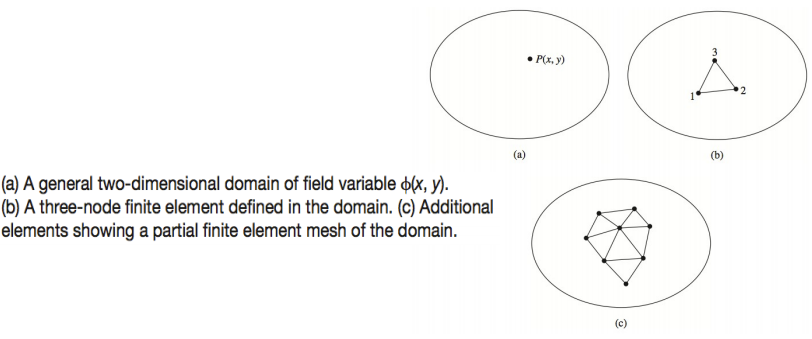 P(x, y)
3
1
2
(a)
(b)
(a) A general two-dimensional domain of field variable ϕ(x, y).
(b) A three-node finite element defined in the domain. (c) Additional
elements showing a partial finite element mesh of the domain.
(c)